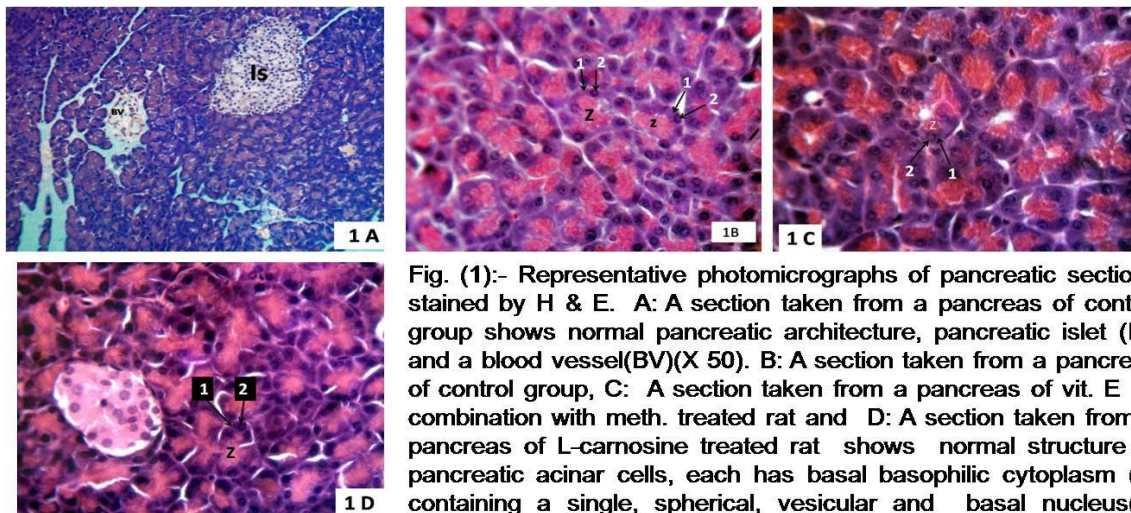 Is
BV
1 A
1 2
Z
1
2
z
1B
z
2
1
1 C
1 2
Z
1 D
Fig. (1):- Representative photomicrographs of pancreatic section
stained by H & E. A: A section taken from a pancreas of cont
group shows normal pancreatic architecture, pancreatic islet (
and a blood vessel(BV)(X 50). B: A section taken from a pancre
of control group, C: A section taken from a pancreas of vit. E
combination with meth. treated rat and D: A section taken from
pancreas of L-carnosine treated rat shows normal structure
pancreatic acinar cells, each has basal basophilic cytoplasm (
containing a single, spherical, vesicular and basal nucleus(